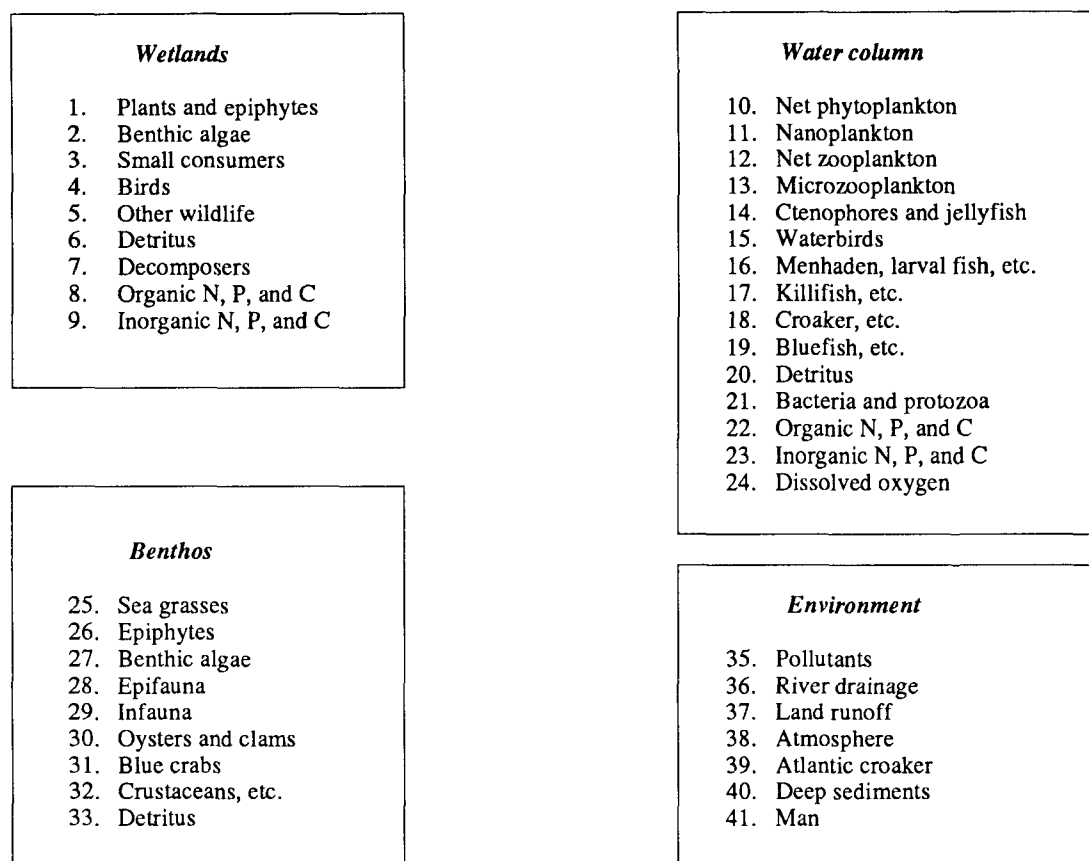 Wetlands
1. Plants and epiphytes
2. Benthic algae
3. Small consumers
4. Birds
5. Other wildlife
6. Detritus
7. Decomposers
8. Organic N, P, and C
9. Inorganic N, P, and C
Water column
10. Net phytoplankton
11. Nanoplankton
12. Net zooplankton
13. Microzooplankton
14. Ctenophores and jellyfish
15. Waterbirds
16. Menhaden, larval fish, etc.
17. Killifish, etc.
18. Croaker, etc.
19. Bluefish, etc.
20. Detritus
21. Bacteria and protozoa
22. Organic N, P, and C
23. Inorganic N, P, and C
24. Dissolved oxygen
Benthos
25. Sea grasses
26. Epiphytes
27. Benthic algae
28. Epifauna
29. Infauna
30. Oysters and clams
31. Blue crabs
32. Crustaceans, etc.
33. Detritus
Environment
35. Pollutants
36. River drainage
37. Land runoff
38. Atmosphere
39. Atlantic croaker
40. Deep sediments
41. Man